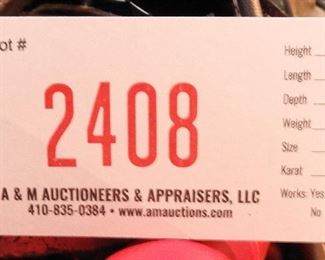 ot #
2408
A & M AUCTIONEERS & APPRAISERS, LLC
410-835-0384 • www.amauctions.com
Height
Length
Depth
Weight
Size
Karat
Works: Yes
No